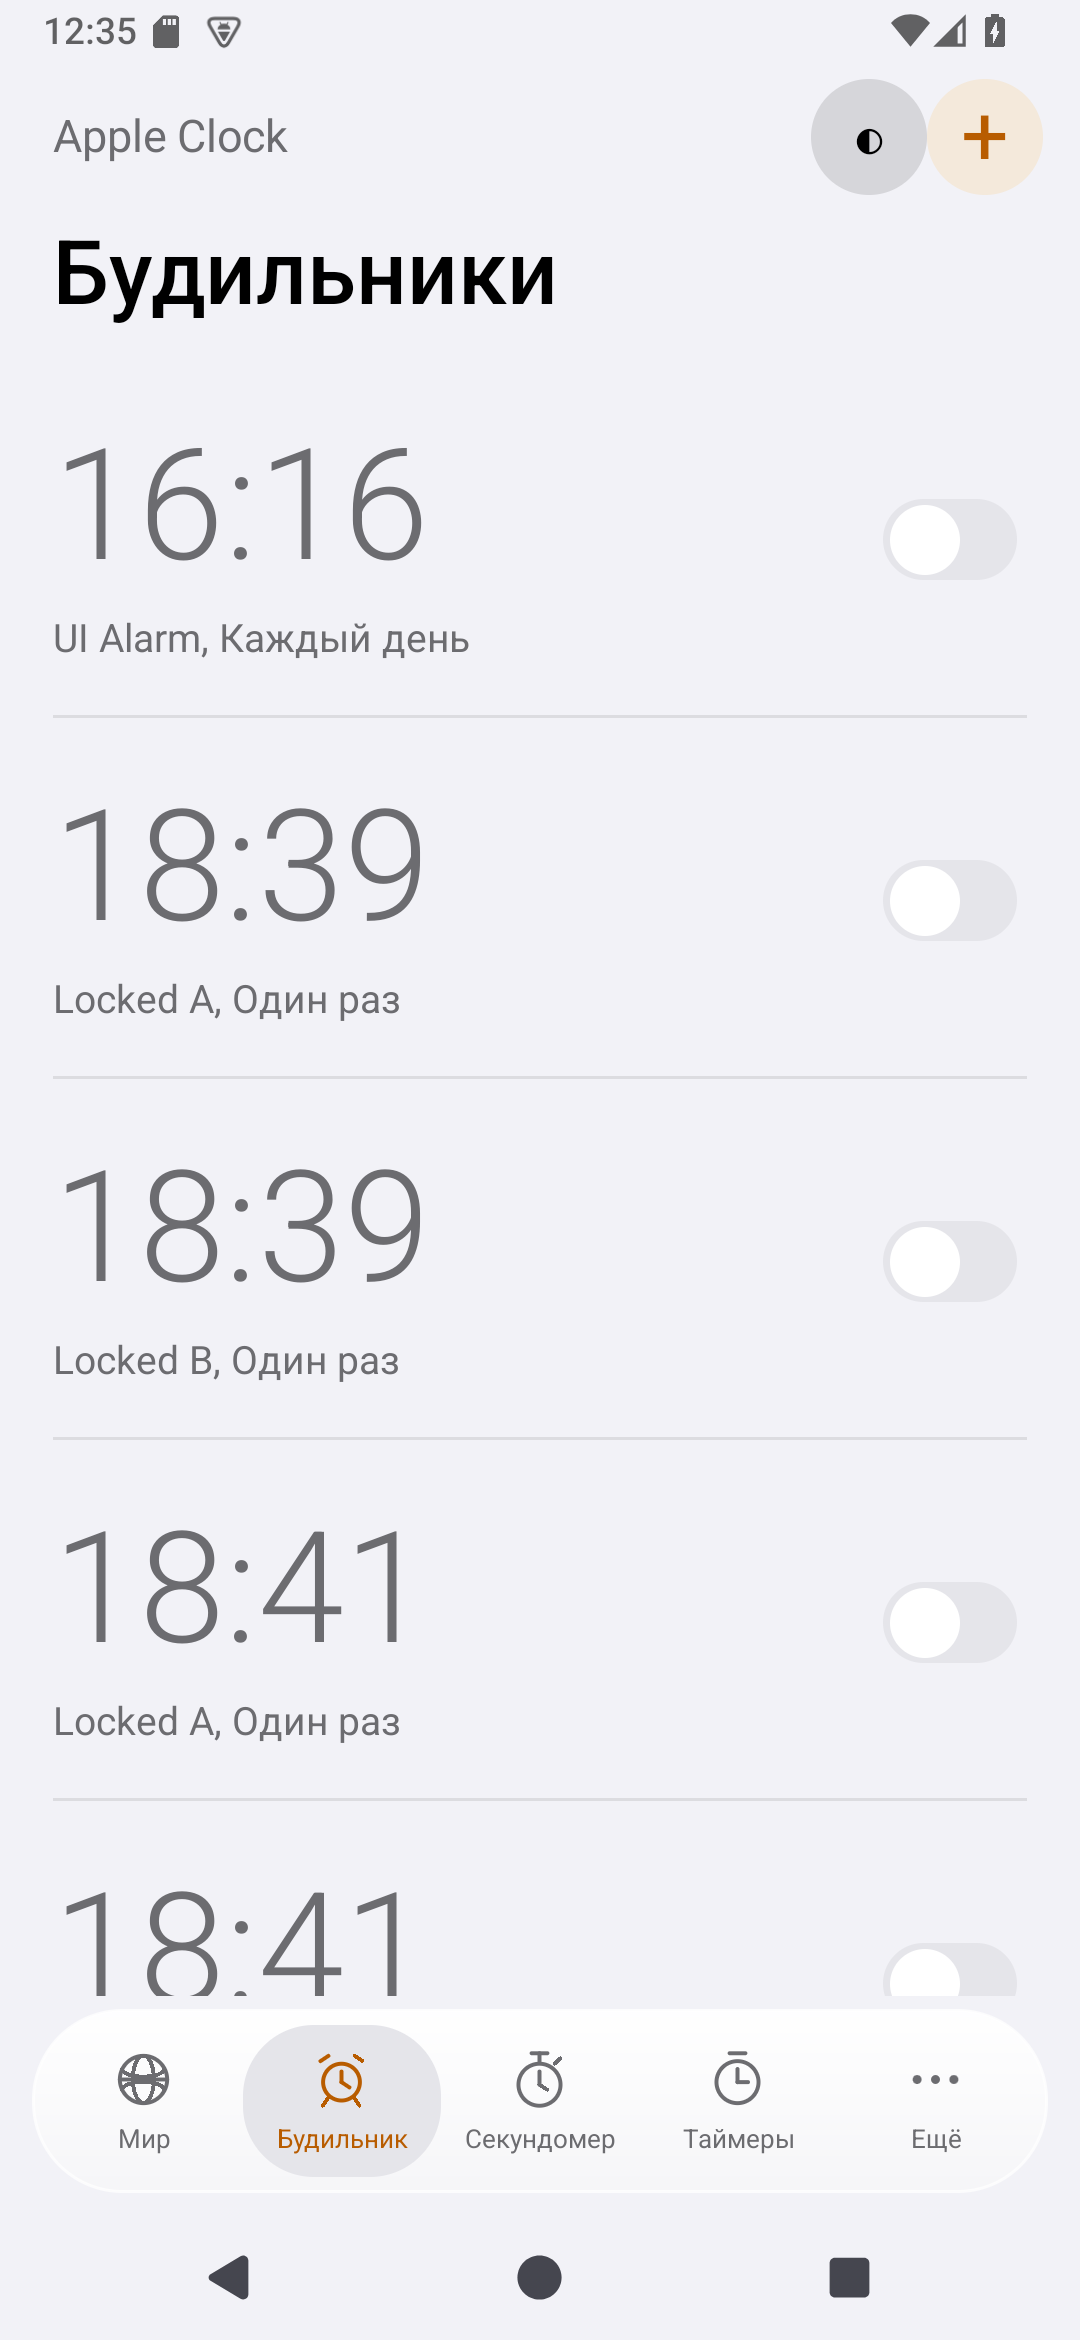 12:35
Apple Clock
Будильники
16:16
UI Alarm, Каждый день
18:39
Locked A, Один раз
18:39
Locked B, Один раз
18:41
Locked A, Один раз
18:41
Мир
Будильник
Секундомер
Таймеры
Ещё